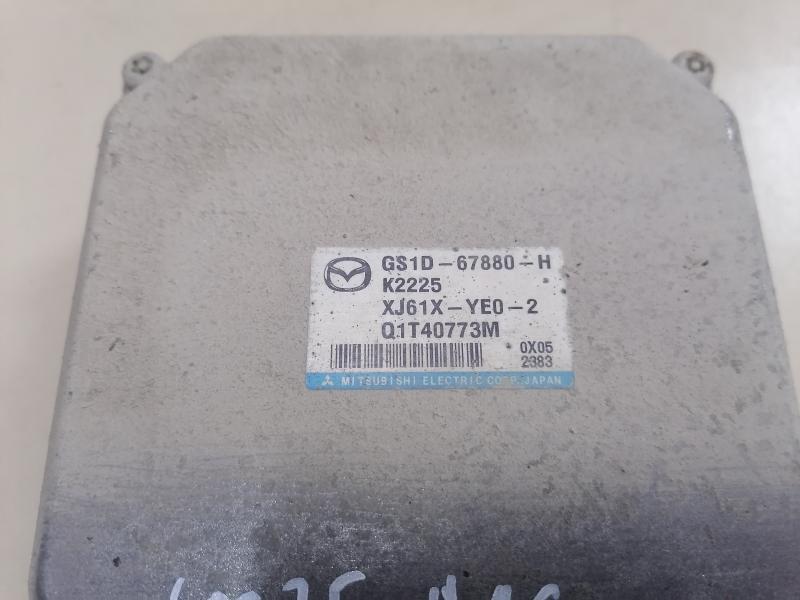 GS1D-67880-H
K2225
XJ61X-YE0-2
Q1T40773M
0X05
2383
MITSUBISHI ELECTRIC CORP. JAPAN